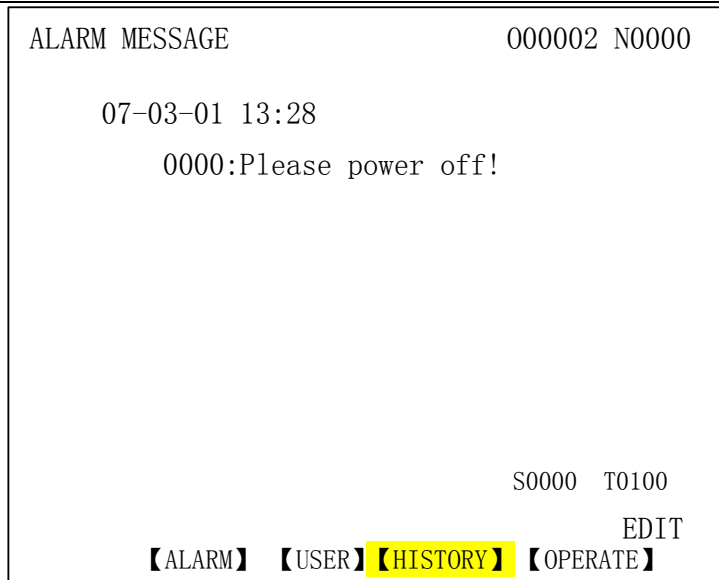 ALARM MESSAGE O00002 N0000
07-03-01 13:28
0000:Please power off!
S0000 T0100
EDIT
【ALARM】 【USER】【HISTORY】 【OPERATE】